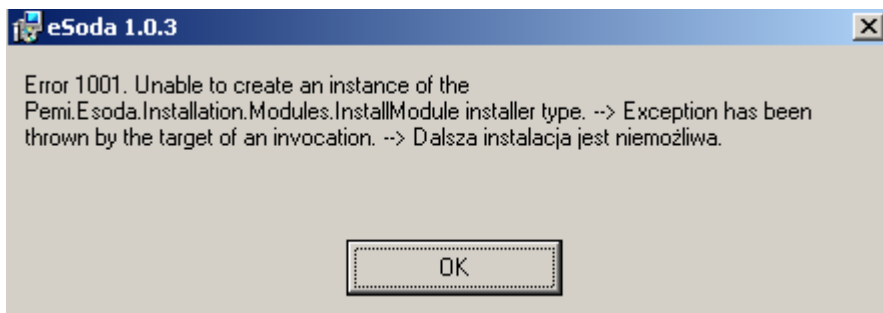 eSoda 1.0.3
Error 1001. Unable to create an instance of the
Pemi.Esoda.Installation.Modules.InstallModule installer type. --> Exception has been
thrown by the target of an invocation. --> Dalsza instalacja jest niemożliwa.
OK